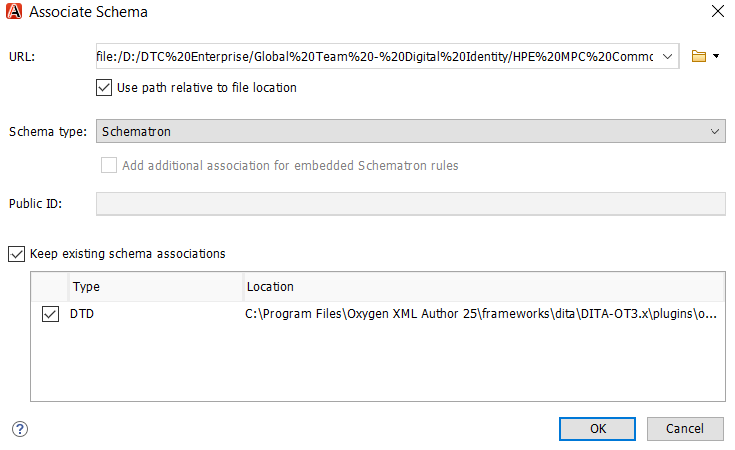 Associate Schema
URL: file:/D:/DTC%20Enterprise/Global%20Team%20-%20Digital%20Identity/HPE%20MPC%20Commo
Use path relative to file location
Schema type: Schematron
Add additional association for embedded Schematron rules
Public ID:
Keep existing schema associations
Type Location
DTD C:\Program Files\Oxygen XML Author 25\frameworks\dita\DITA-OT3.x\plugins\o...
? OK Cancel